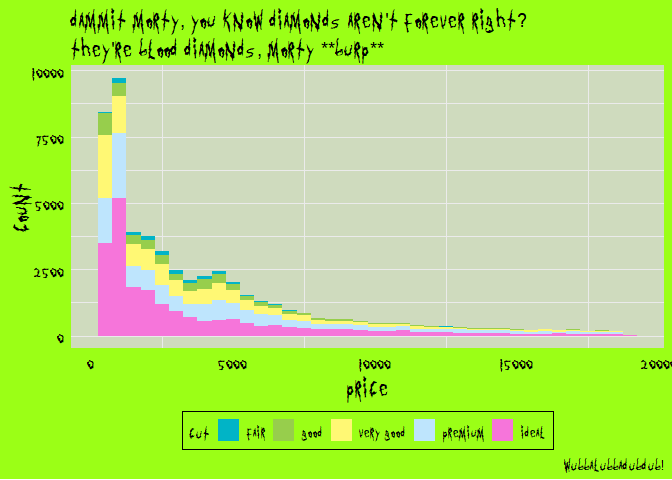 dAMMit MoRty, you KNoW diAMoNds AReN't FoReVeR Right?
they'Re bLood diAMoNds, MoRty **buRp**
10000
7500
5000
2500
0
CouNt
0
5000
10000
15000
20000
pRiCe
Cut FAiR good veRy good pReMiuM ideAL
WubbALubbAdubdub!